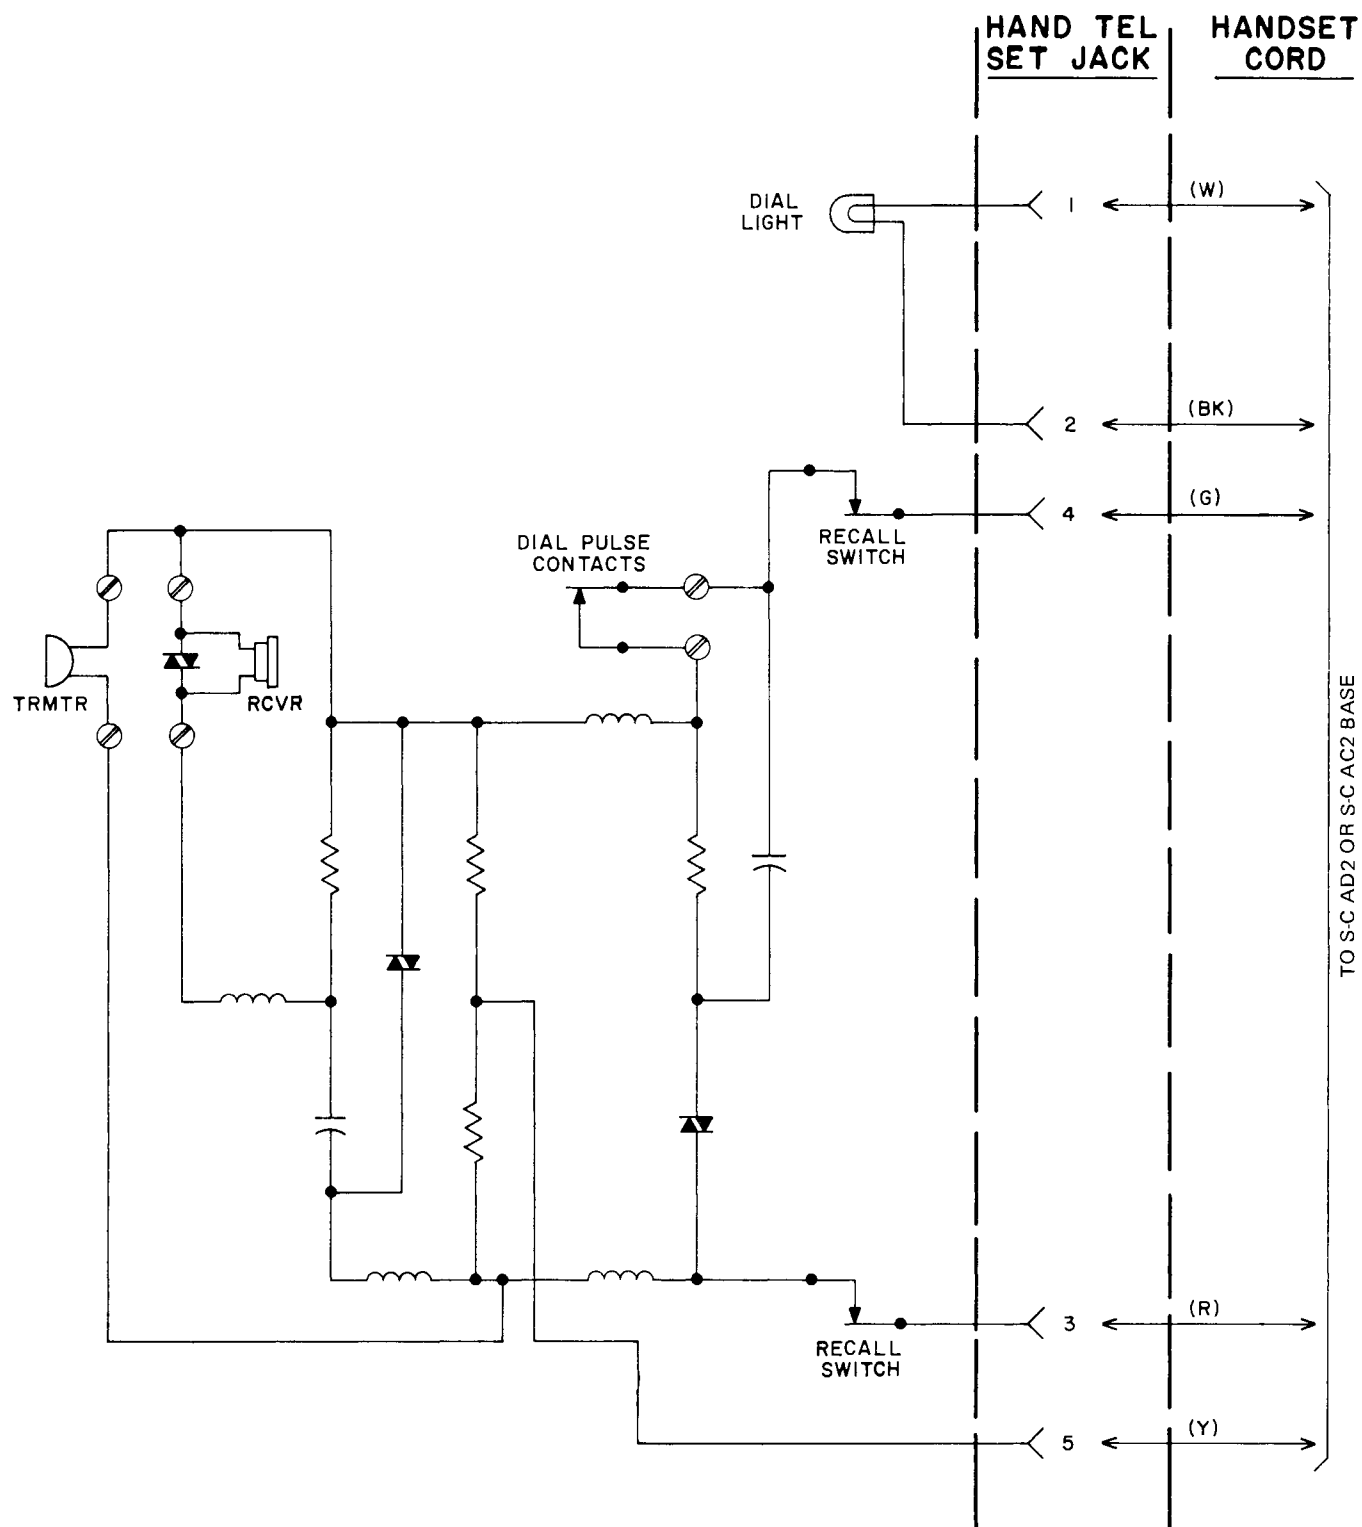 HAND TEL
SET JACK
HANDSET
CORD
DIAL
LIGHT
1
(W)
2
(BK)
4
(G)
RECALL
SWITCH
DIAL PULSE
CONTACTS
TRMTR
RCVR
TO S-C AD2 OR S-C AC2 BASE
3
(R)
RECALL
SWITCH
5
(Y)